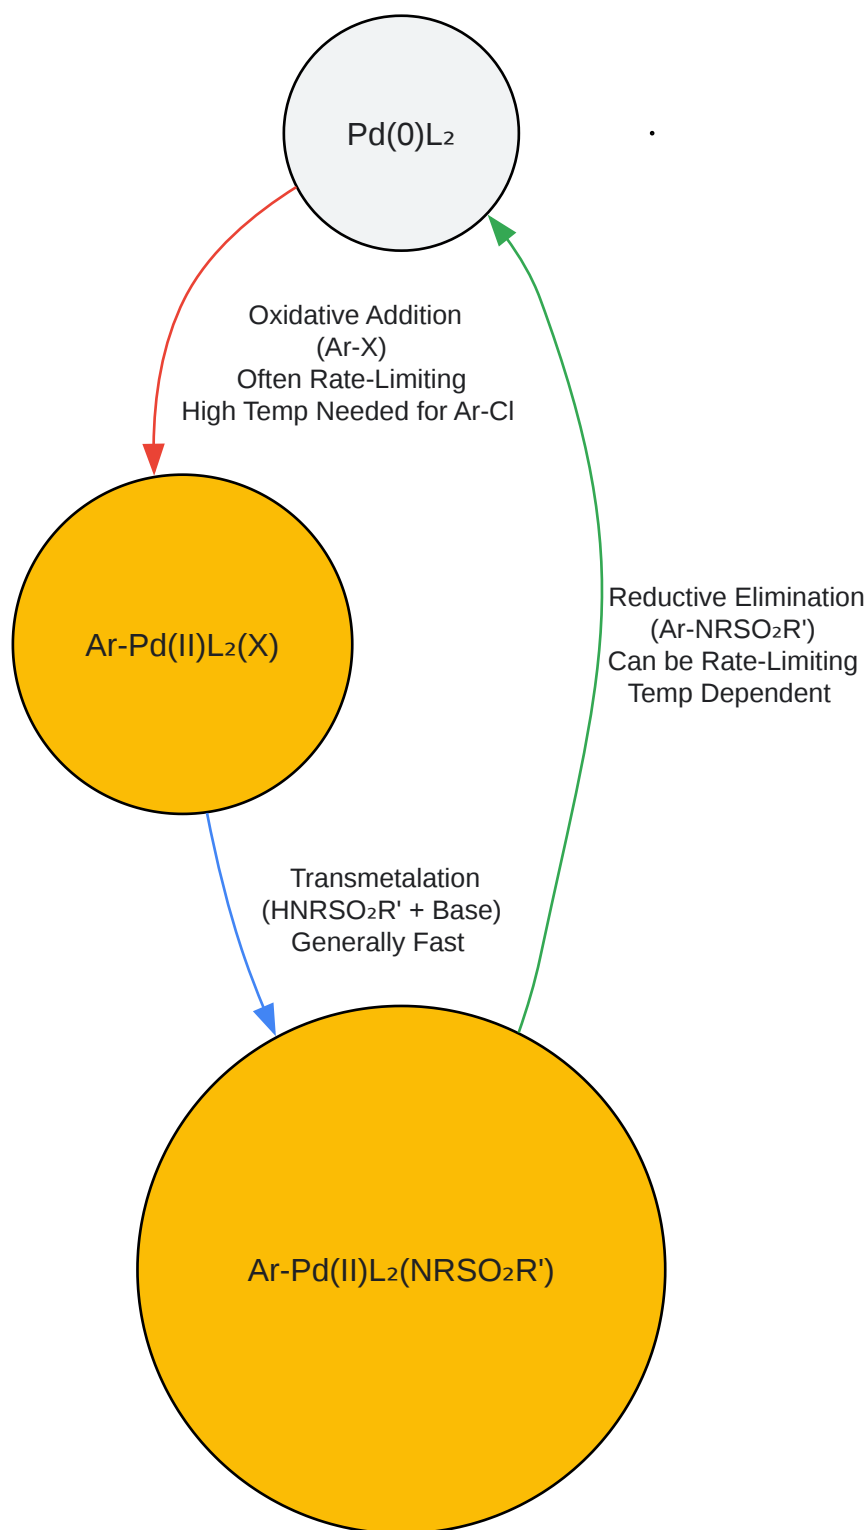 Pd(0)L₂
Oxidative Addition
(Ar-X)
Often Rate-Limiting
High Temp Needed for Ar-Cl
Ar-Pd(II)L₂(X)
Reductive Elimination
(Ar-NRSO₂R')
Can be Rate-Limiting
Temp Dependent
Transmetalation
(HNRSO₂R' + Base)
Generally Fast
Ar-Pd(II)L₂(NRSO₂R')